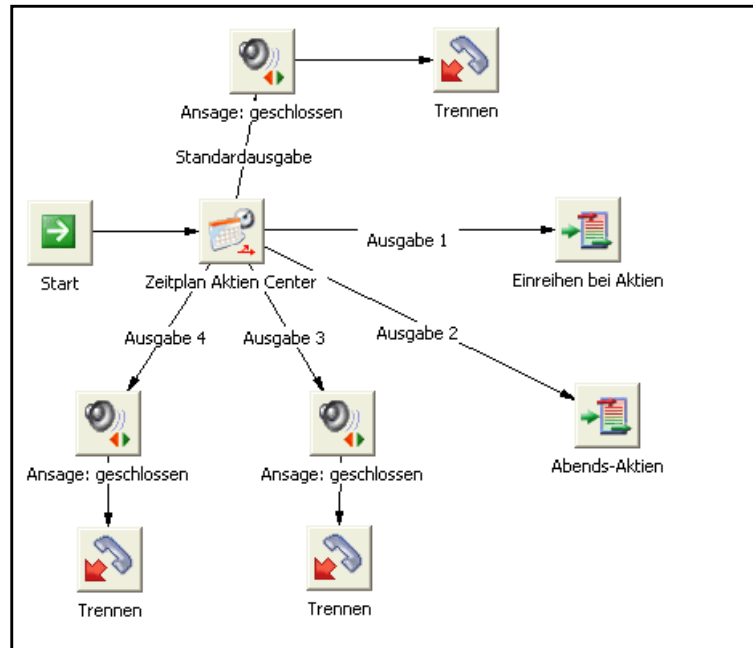 Ansage: geschlossen
Trennen
Standardausgabe
Ausgabe 1
Start
Zeitplan Aktien Center
Einreihen bei Aktien
Ausgabe 4
Ausgabe 3
Ausgabe 2
Ansage: geschlossen
Ansage: geschlossen
Abends-Aktien
Trennen
Trennen